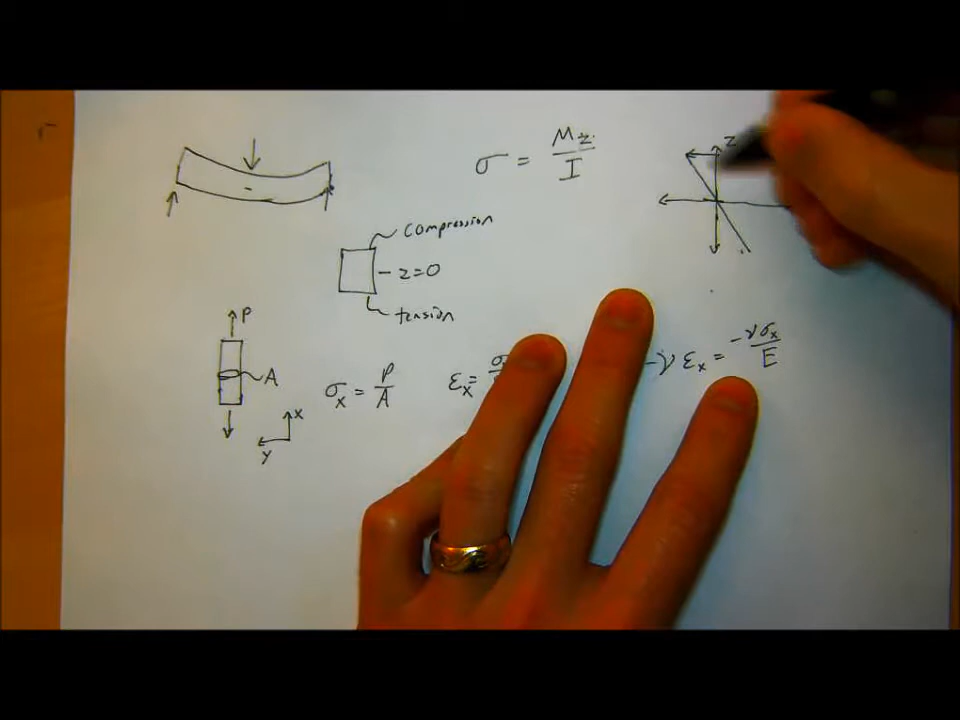 σ = Mz/I
z
compression
z=0
tension
P
A
σx = P/A
εx = σ
-ν εx = -νσx/E
x
y